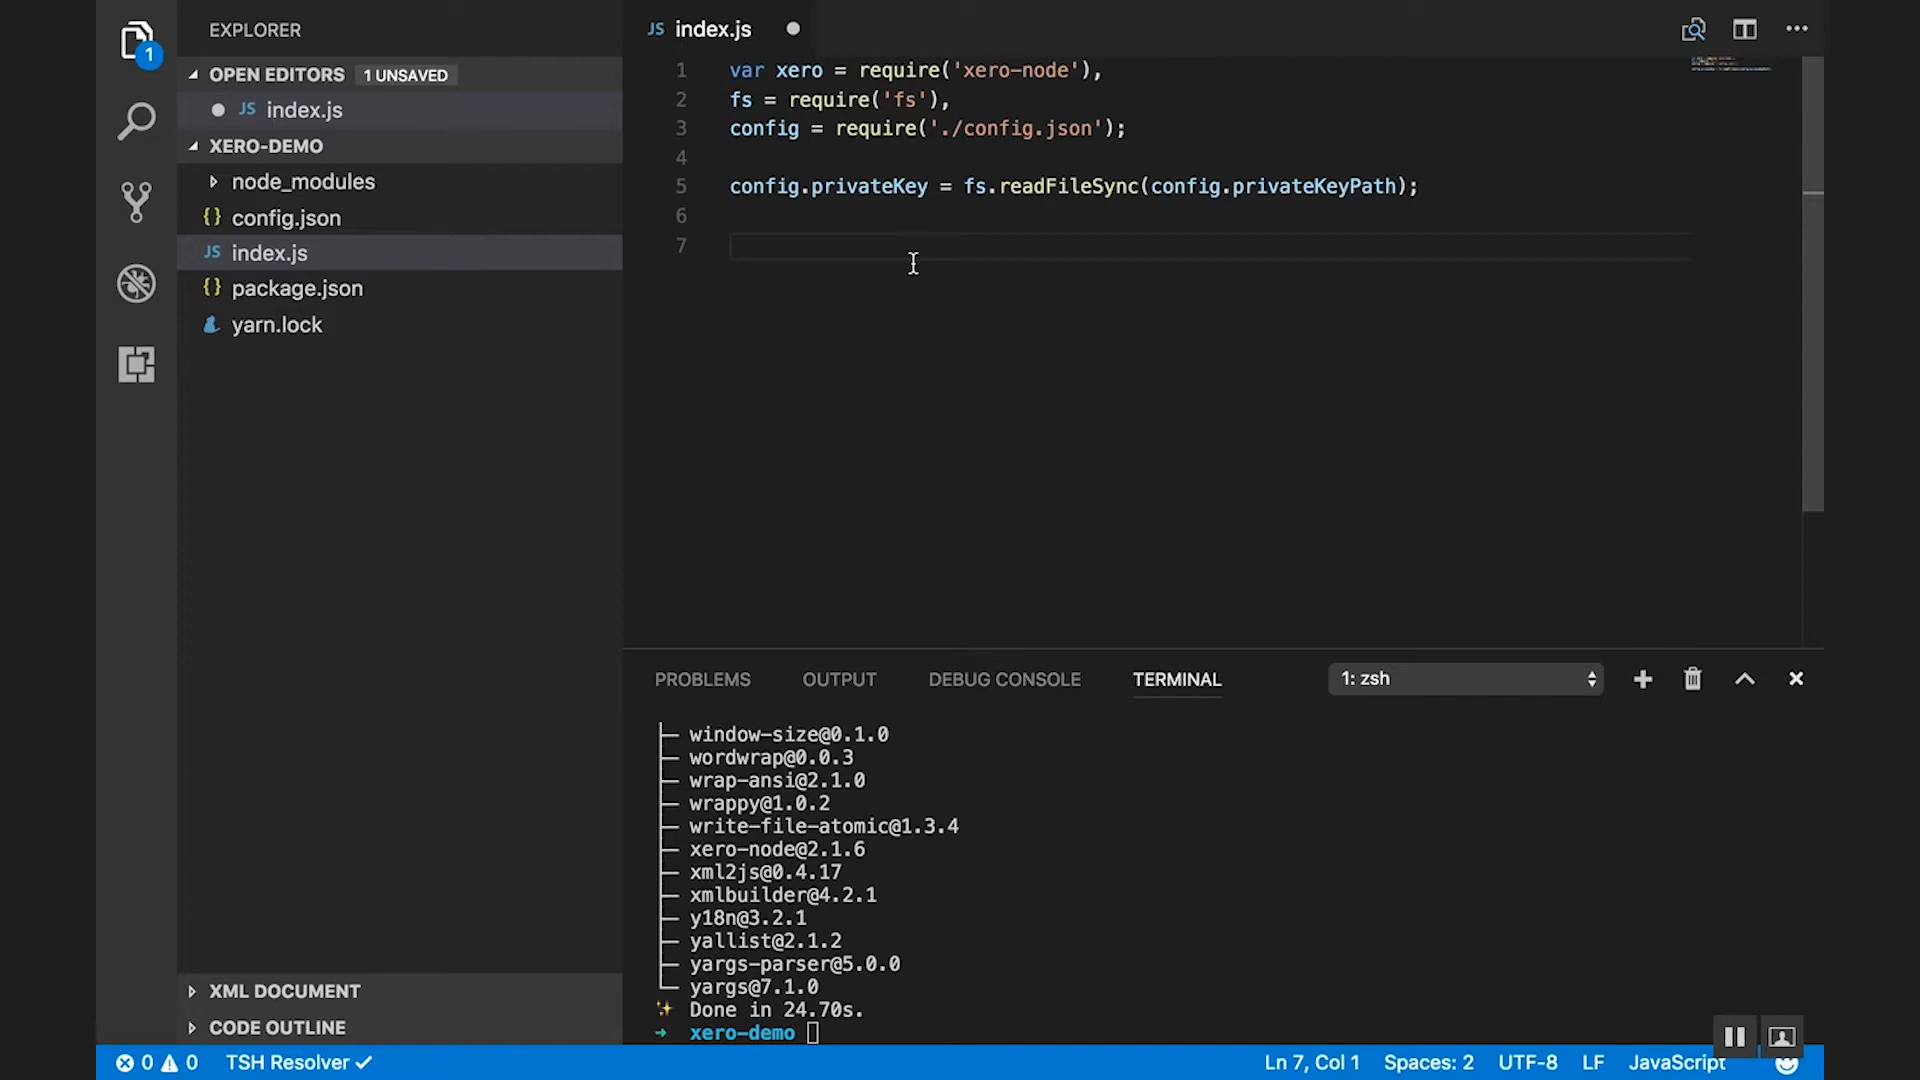 1
EXPLORER
OPEN EDITORS 1 UNSAVED
JS index.js
XERO-DEMO
node_modules
{} config.json
JS index.js
{} package.json
yarn.lock
XML DOCUMENT
CODE OUTLINE
JS index.js
1 var xero = require('xero-node'),
2 fs = require('fs'),
3 config = require('./config.json');
4
5 config.privateKey = fs.readFileSync(config.privateKeyPath);
6
7
PROBLEMS OUTPUT DEBUG CONSOLE TERMINAL 1: zsh
├─ window-size@0.1.0
├─ wordwrap@0.0.3
├─ wrap-ansi@2.1.0
├─ wrappy@1.0.2
├─ write-file-atomic@1.3.4
├─ xero-node@2.1.6
├─ xml2js@0.4.17
├─ xmlbuilder@4.2.1
├─ y18n@3.2.1
├─ yallist@2.1.2
├─ yargs-parser@5.0.0
└─ yargs@7.1.0
✨ Done in 24.70s.
➜ xero-demo
0 0 TSH Resolver ✓ Ln 7, Col 1 Spaces: 2 UTF-8 LF JavaScript